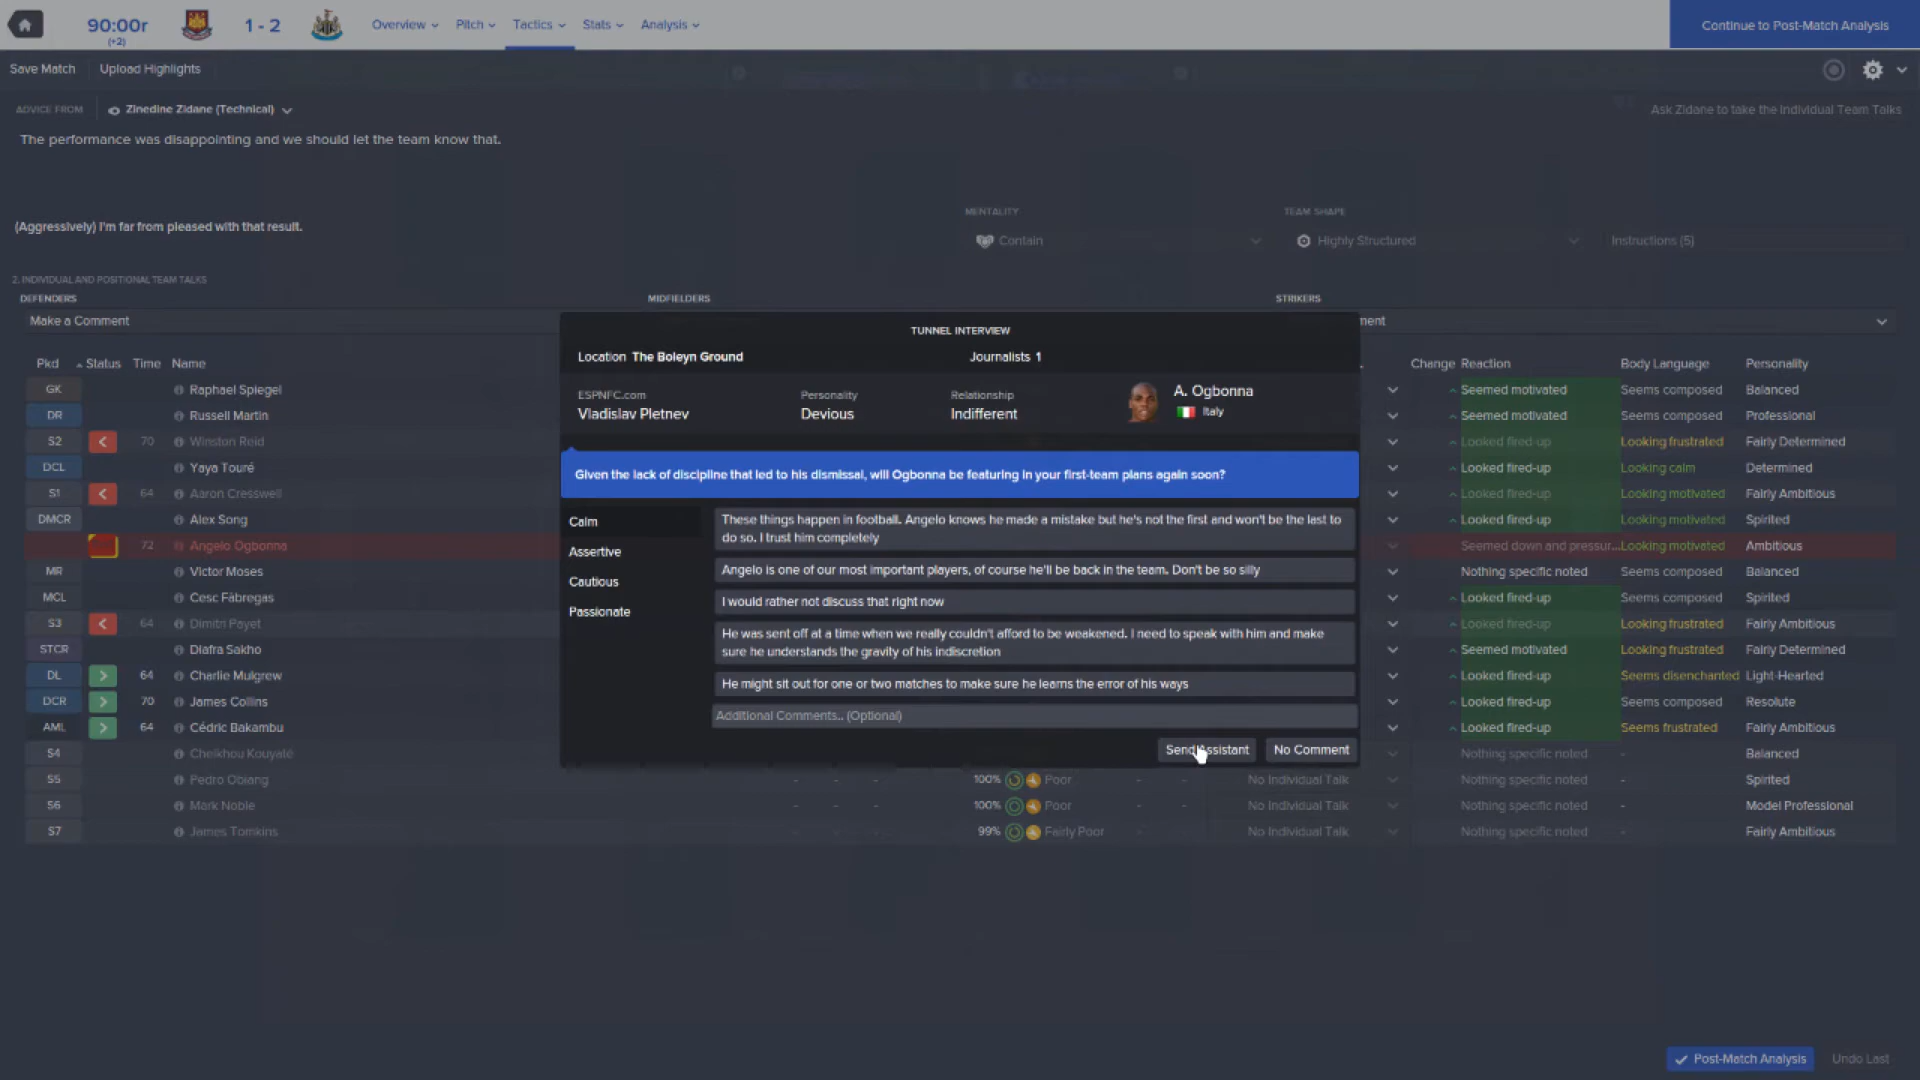 90:00r
(+2)
1 - 2
Overview
Pitch
Tactics
Stats
Analysis
Continue to Post-Match Analysis
Save Match
Upload Highlights
ADVICE FROM
Zinedine Zidane (Technical)
Ask Zidane to take the Individual Team Talks
The performance was disappointing and we should let the team know that.
MENTALITY
TEAM SHAPE
(Aggressively) I'm far from pleased with that result.
Contain
Highly Structured
Instructions (5)
2. INDIVIDUAL AND POSITIONAL TEAM TALKS
DEFENDERS
MIDFIELDERS
STRIKERS
Make a Comment
TUNNEL INTERVIEW
Location The Boleyn Ground
Journalists 1
ESPNFC.com
Vladislav Pletnev
Personality
Devious
Relationship
Indifferent
A. Ogbonna
Italy
Given the lack of discipline that led to his dismissal, will Ogbonna be featuring in your first-team plans again soon?
Calm
Assertive
Cautious
Passionate
These things happen in football. Angelo knows he made a mistake but he's not the first and won't be the last to
do so. I trust him completely
Angelo is one of our most important players, of course he'll be back in the team. Don't be so silly
I would rather not discuss that right now
He was sent off at a time when we really couldn't afford to be weakened. I need to speak with him and make
sure he understands the gravity of his indiscretion
He might sit out for one or two matches to make sure he learns the error of his ways
Additional Comments.. (Optional)
Send Assistant
No Comment
Pkd Status Time Name Change Reaction Body Language Personality
GK Raphael Spiegel Seemed motivated Seems composed Balanced
DR Russell Martin Seemed motivated Seems composed Professional
S2 70 Winston Reid Looked fired-up Looking frustrated Fairly Determined
DCL Yaya Touré Looked fired-up Looking calm Determined
S1 64 Aaron Cresswell Looked fired-up Looking motivated Fairly Ambitious
DMCR Alex Song Looked fired-up Looking motivated Spirited
72 Angelo Ogbonna Seemed down and pressur... Looking motivated Ambitious
MR Victor Moses Nothing specific noted Seems composed Balanced
MCL Cesc Fàbregas Looked fired-up Seems composed Spirited
S3 64 Dimitri Payet Looked fired-up Looking frustrated Fairly Ambitious
STCR Diafra Sakho Seemed motivated Looking frustrated Fairly Determined
DL 64 Charlie Mulgrew Looked fired-up Seems disenchanted Light-Hearted
DCR 70 James Collins Looked fired-up Seems composed Resolute
AML 64 Cédric Bakambu Looked fired-up Seems frustrated Fairly Ambitious
S4 Cheikhou Kouyaté Nothing specific noted - Balanced
S5 Pedro Obiang - - - 100% Poor - - No Individual Talk Nothing specific noted - Spirited
S6 Mark Noble - - - 100% Poor - - No Individual Talk Nothing specific noted - Model Professional
S7 James Tomkins - - - 99% Fairly Poor - - No Individual Talk Nothing specific noted - Fairly Ambitious
Post-Match Analysis
Undo Last